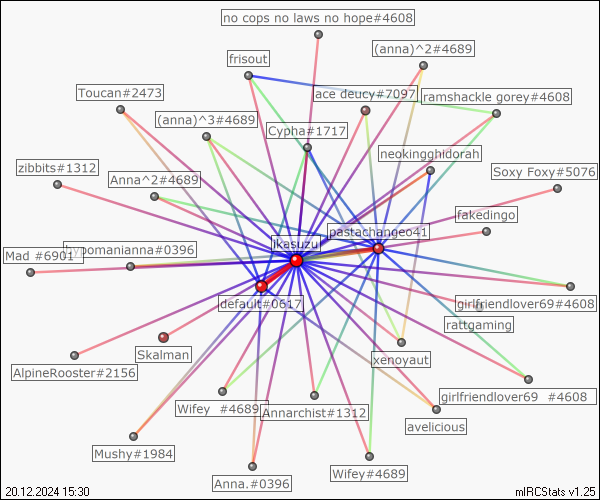 no cops no laws no hope#4608
(anna)^2#4689
frisout
Toucan#2473
ace deucy#7097
ramshackle gorey#4608
(anna)^3#4689
Cypha#1717
neokingghidorah
zibbits#1312
Anna^2#4689
Soxy Foxy#5076
fakedingo
ikasuzu
pastachangeo41
Mad #6901
hypomanianna#0396
default#0617
girlfriendlover69#4608
rattgaming
Skalman
xenoyaut
AlpineRooster#2156
girlfriendlover69 #4608
Wifey #4689
Annarchist#1312
avelicious
Mushy#1984
Anna.#0396
Wifey#4689
20.12.2024 15:30
mIRCStats v1.25